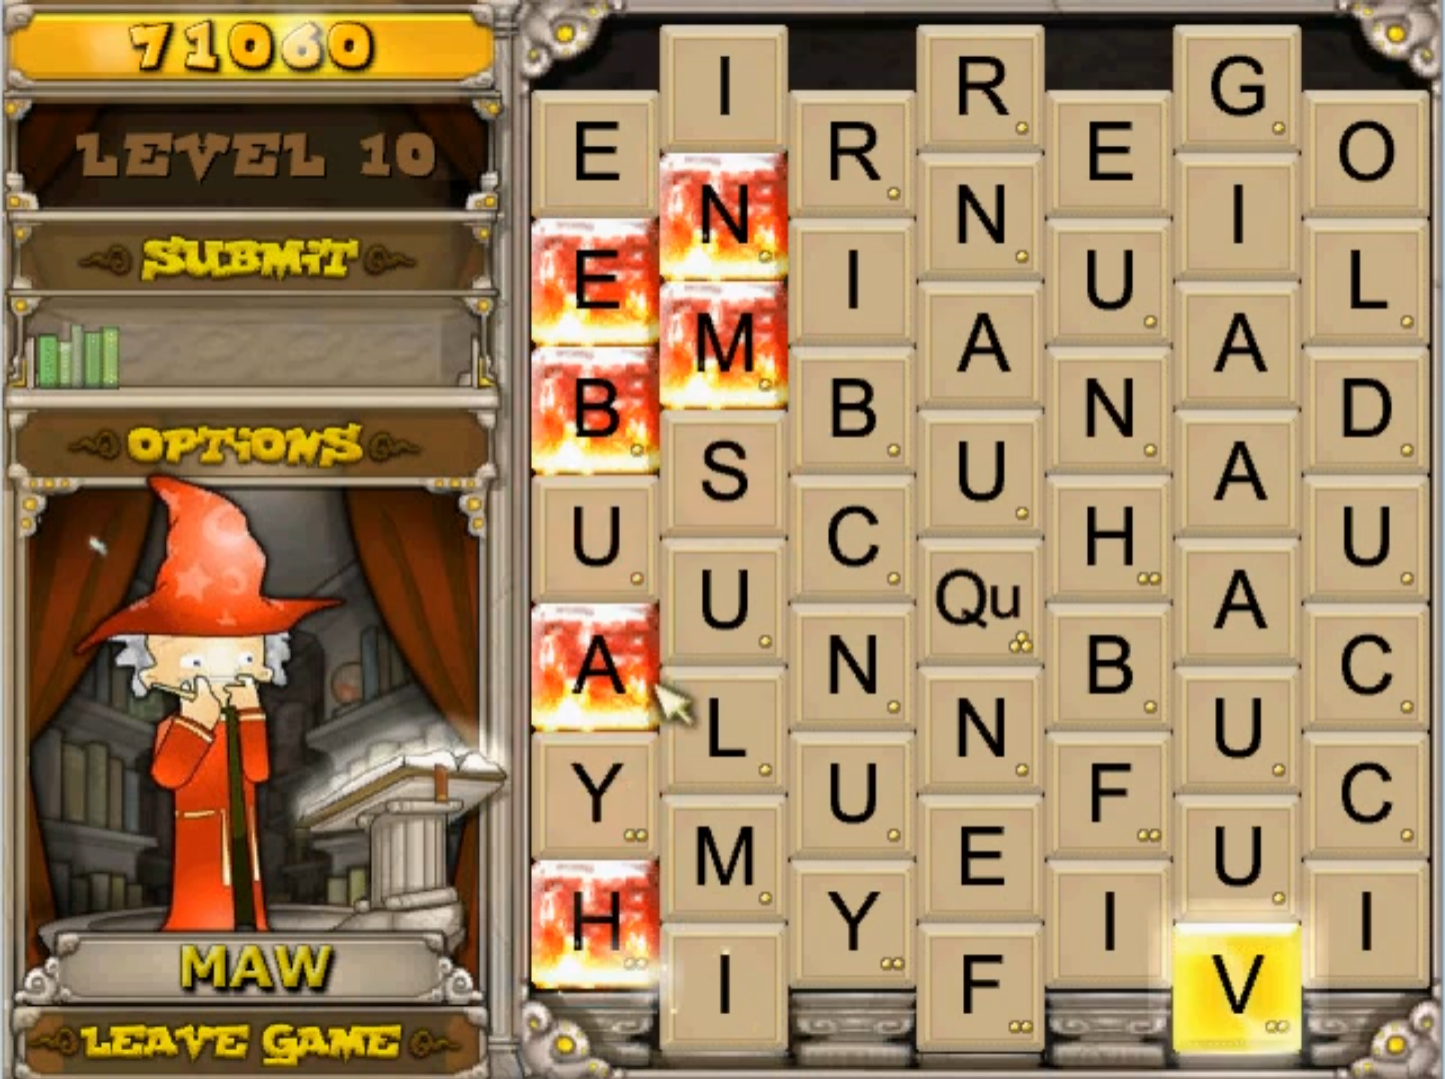 71060
LEVEL 10
SUBMIT
OPTIONS
MAW
LEAVE GAME
I R G
E R E O
N N I
E I U L
M A A
B B N D
S U A
U C H U
U Qu A
A N B C
L N U
Y U F C
M E U
H Y I I
I F V